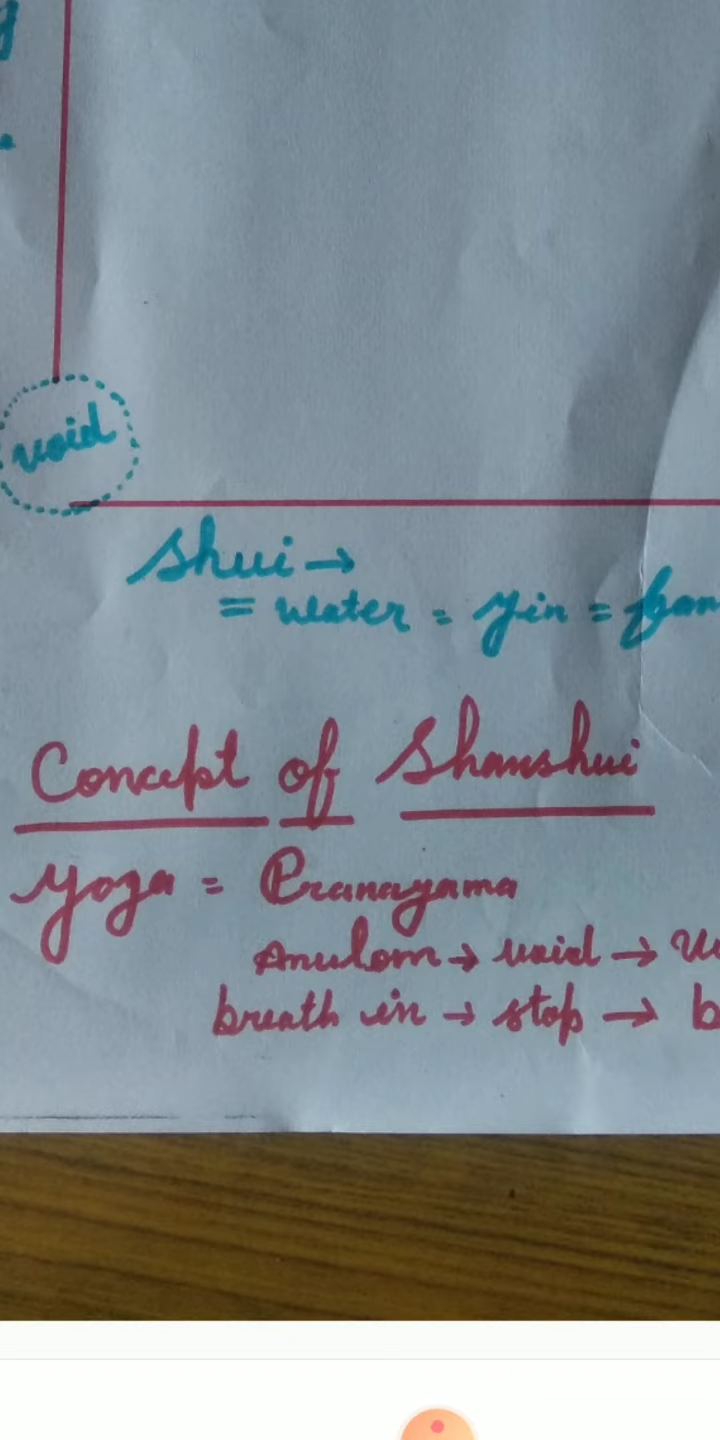 void
Shui →
= water = Yin =
Concept of Shanshui
Yoga = Pranayama
Anulom → void →
breath in → stop →